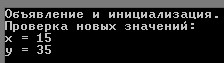 Объявление и инициализация.
Проверка новых значений:
x = 15
y = 35